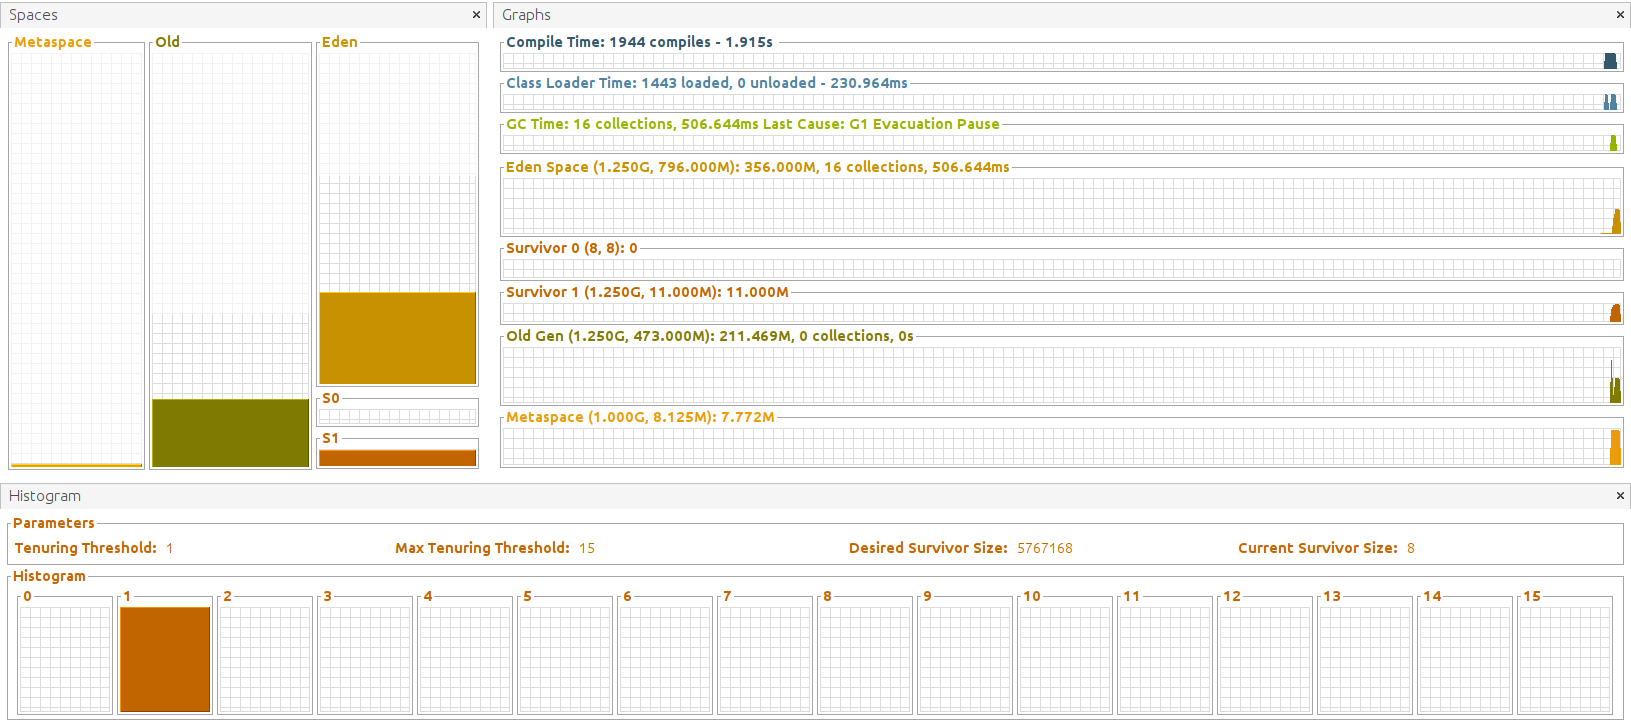 Spaces ×
Metaspace
Old
Eden
S0
S1
Graphs ×
Compile Time: 1944 compiles - 1.915s
Class Loader Time: 1443 loaded, 0 unloaded - 230.964ms
GC Time: 16 collections, 506.644ms Last Cause: G1 Evacuation Pause
Eden Space (1.250G, 796.000M): 356.000M, 16 collections, 506.644ms
Survivor 0 (8, 8): 0
Survivor 1 (1.250G, 11.000M): 11.000M
Old Gen (1.250G, 473.000M): 211.469M, 0 collections, 0s
Metaspace (1.000G, 8.125M): 7.772M
Histogram ×
Parameters
Tenuring Threshold: 1 Max Tenuring Threshold: 15 Desired Survivor Size: 5767168 Current Survivor Size: 8
Histogram
0 1 2 3 4 5 6 7 8 9 10 11 12 13 14 15